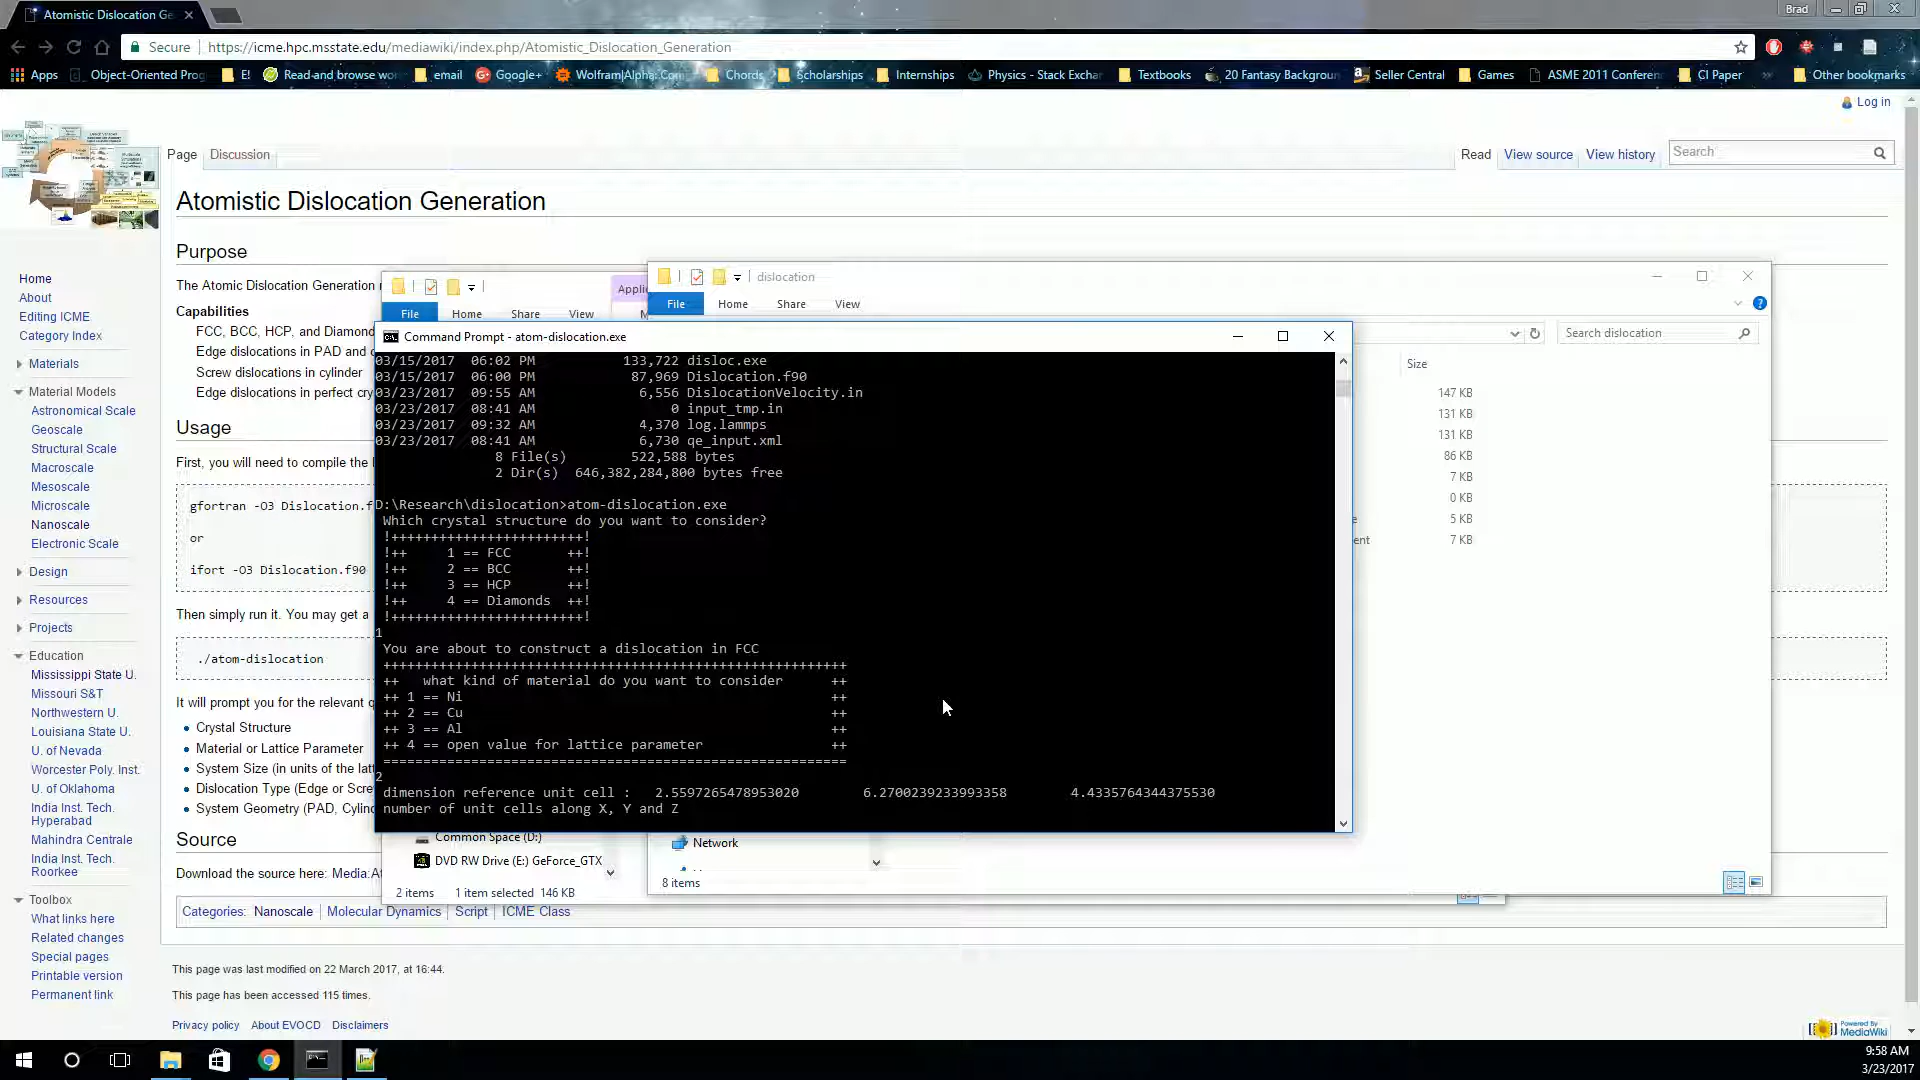 Atomistic Dislocation Ge
Brad
Secure
https://icme.hpc.msstate.edu/mediawiki/index.php/Atomistic_Dislocation_Generation
Apps
Object-Oriented Prog
E!
Read and browse wo
email
Google+
WolframAlpha: Com
Chords
Scholarships
Internships
Physics - Stack Exchan
Textbooks
20 Fantasy Backgroun
Seller Central
Games
ASME 2011 Conferen
CI Paper
»
Other bookmarks
Log in
Page
Discussion
Read
View source
View history
Search
Atomistic Dislocation Generation
Purpose
The Atomic Dislocation Generation
Capabilities
FCC, BCC, HCP, and Diamond
Edge dislocations in PAD and c
Screw dislocations in cylinder
Edge dislocations in perfect cry
Usage
First, you will need to compile the
gfortran -O3 Dislocation.f
or
ifort -O3 Dislocation.f90
Then simply run it. You may get a
./atom-dislocation
It will prompt you for the relevant q
Crystal Structure
Material or Lattice Parameter
System Size (in units of the lat
Dislocation Type (Edge or Scre
System Geometry (PAD, Cylind
Source
Download the source here: Media:At
Categories:
Nanoscale
Molecular Dynamics
Script
ICME Class
This page was last modified on 22 March 2017, at 16:44.
This page has been accessed 115 times.
Privacy policy
About EVOCD
Disclaimers
Powered By
MediaWiki
Home
About
Editing ICME
Category Index
Materials
Material Models
Astronomical Scale
Geoscale
Structural Scale
Macroscale
Mesoscale
Microscale
Nanoscale
Electronic Scale
Design
Resources
Projects
Education
Mississippi State U.
Missouri S&T
Northwestern U.
Louisiana State U.
U. of Nevada
Worcester Poly. Inst.
U. of Oklahoma
India Inst. Tech.
Hyderabad
Mahindra Centrale
India Inst. Tech.
Roorkee
Toolbox
What links here
Related changes
Special pages
Printable version
Permanent link
Applic
File
Home
Share
View
M
Common Space (D:)
DVD RW Drive (E:) GeForce_GTX
2 items
1 item selected 146 KB
dislocation
File
Home
Share
View
Search dislocation
Size
147 KB
131 KB
131 KB
86 KB
7 KB
0 KB
e
5 KB
ent
7 KB
Network
8 items
Command Prompt - atom-dislocation.exe
03/15/2017  06:02 PM           133,722 disloc.exe
03/15/2017  06:00 PM            87,969 Dislocation.f90
03/23/2017  09:55 AM             6,556 DislocationVelocity.in
03/23/2017  08:41 AM                 0 input_tmp.in
03/23/2017  09:32 AM             4,370 log.lammps
03/23/2017  08:41 AM             6,730 qe_input.xml
8 File(s)        522,588 bytes
2 Dir(s)  646,382,284,800 bytes free
D:\Research\dislocation>atom-dislocation.exe
Which crystal structure do you want to consider?
!++++++++++++++++++++++++!
!++     1 == FCC       ++!
!++     2 == BCC       ++!
!++     3 == HCP       ++!
!++     4 == Diamonds  ++!
!++++++++++++++++++++++++!
1
You are about to construct a dislocation in FCC
++++++++++++++++++++++++++++++++++++++++++++++++++++++++++
++   what kind of material do you want to consider      ++
++ 1 == Ni                                              ++
++ 2 == Cu                                              ++
++ 3 == Al                                              ++
++ 4 == open value for lattice parameter                ++
==========================================================
2
dimension reference unit cell :   2.5597265478953020        6.2700239233993358        4.4335764344375530
number of unit cells along X, Y and Z
9:58 AM
3/23/2017